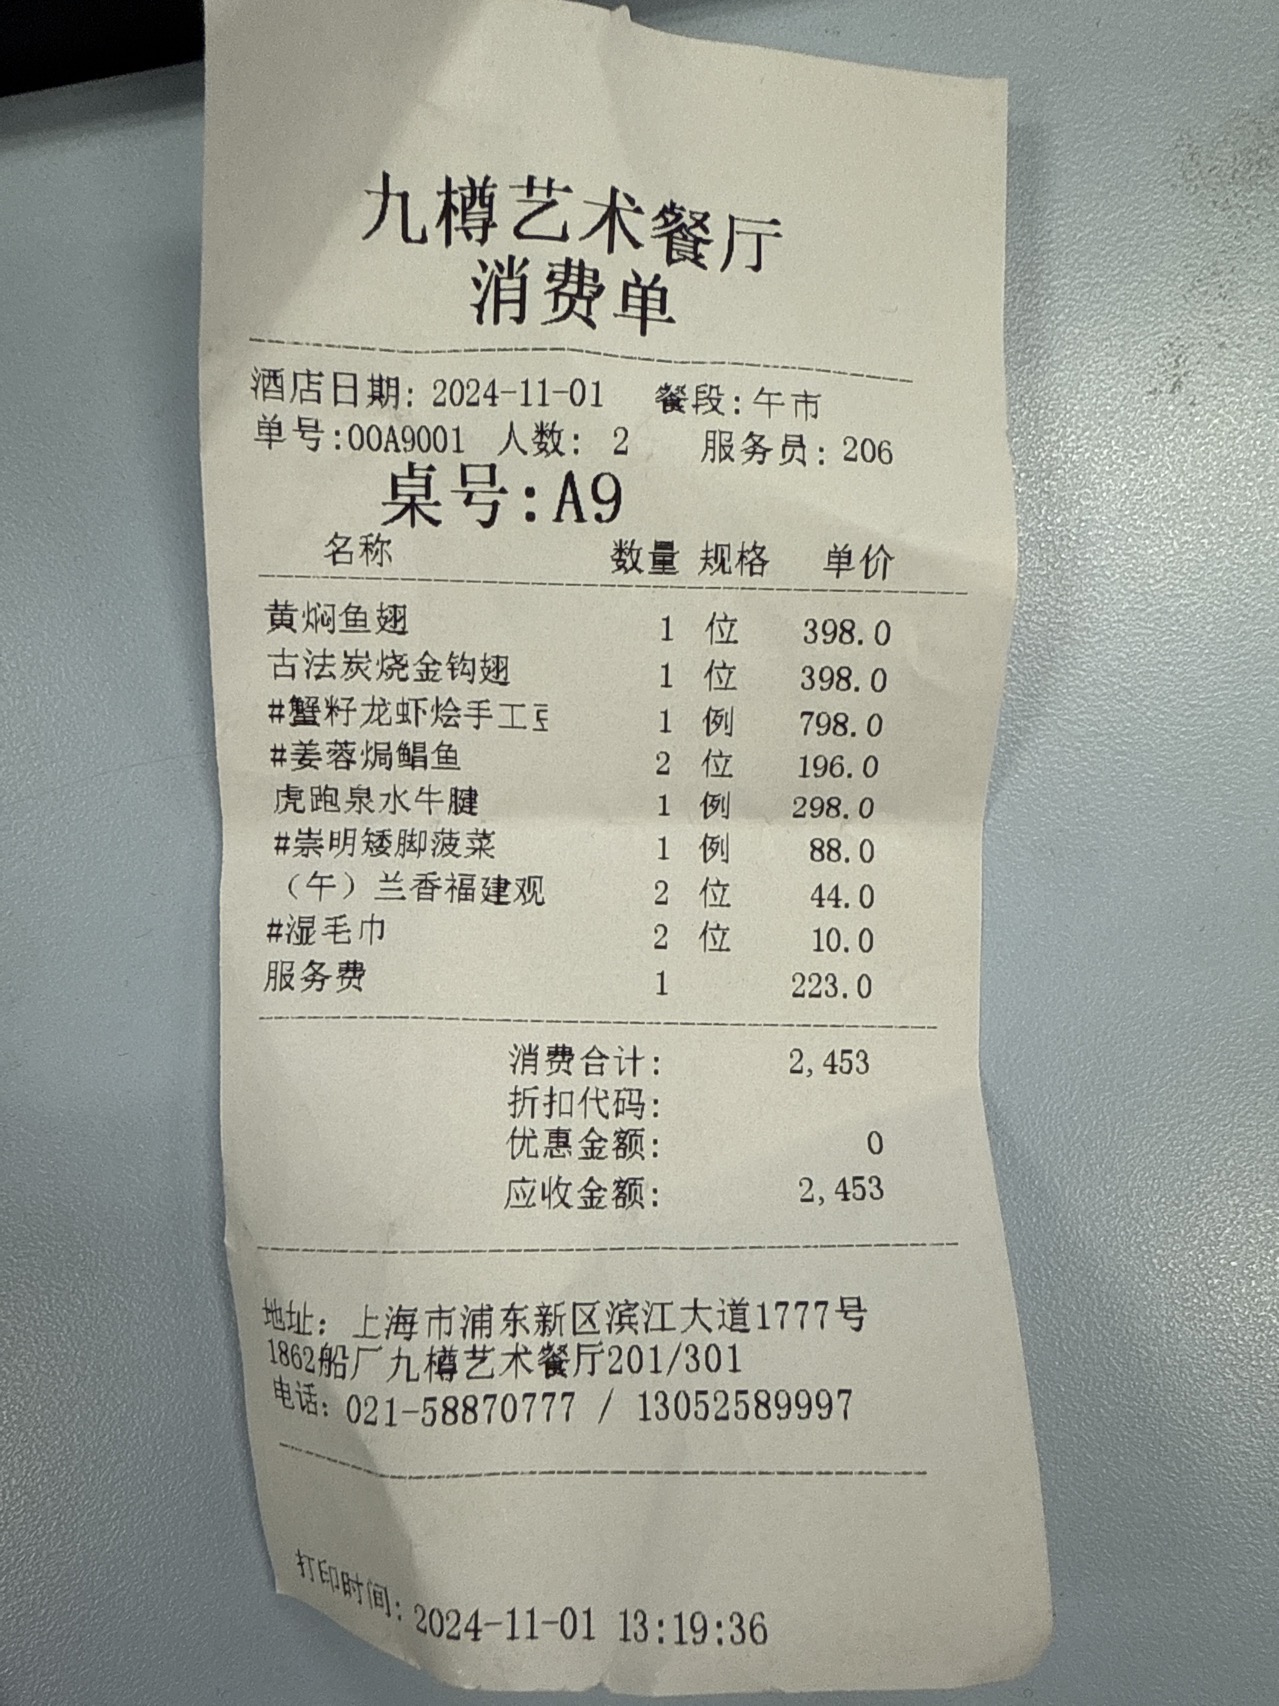 九樽艺术餐厅
消费单
酒店日期: 2024-11-01 餐段:午市
单号:00A9001 人数: 2 服务员: 206
桌号:A9
名称 数量 规格 单价
黄焖鱼翅 1 位 398.0
古法炭烧金钩翅 1 位 398.0
#蟹籽龙虾烩手工豆 1 例 798.0
#姜蓉焗鲳鱼 2 位 196.0
虎跑泉水牛腱 1 例 298.0
#崇明矮脚菠菜 1 例 88.0
（午）兰香福建观 2 位 44.0
#湿毛巾 2 位 10.0
服务费 1 223.0
消费合计: 2,453
折扣代码:
优惠金额: 0
应收金额: 2,453
地址: 上海市浦东新区滨江大道1777号
1862船厂九樽艺术餐厅201/301
电话: 021-58870777 / 13052589997
打印时间: 2024-11-01 13:19:36